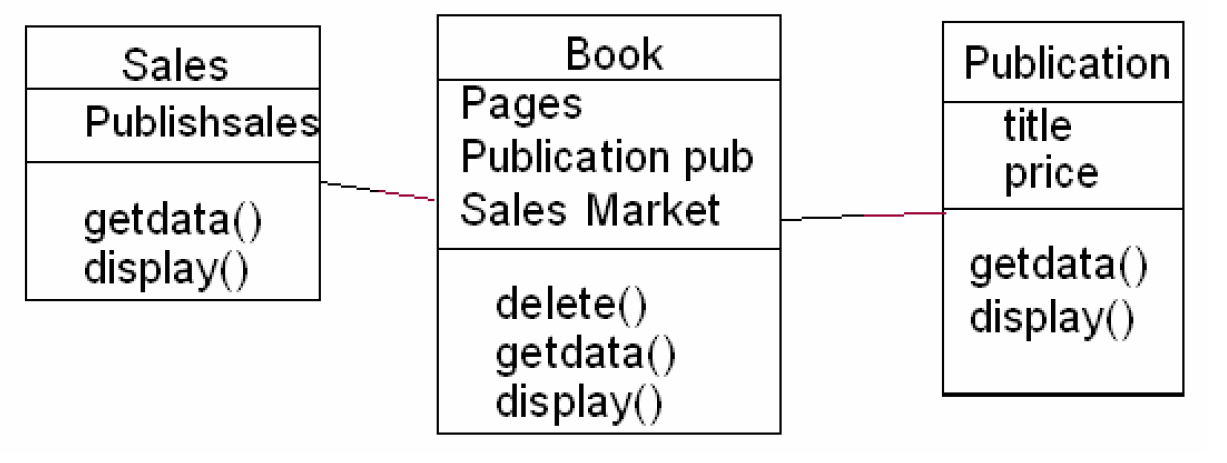 Sales
Publishsales
getdata()
display()
Book
Pages
Publication pub
Sales Market
delete()
getdata()
display()
Publication
title
price
getdata()
display()